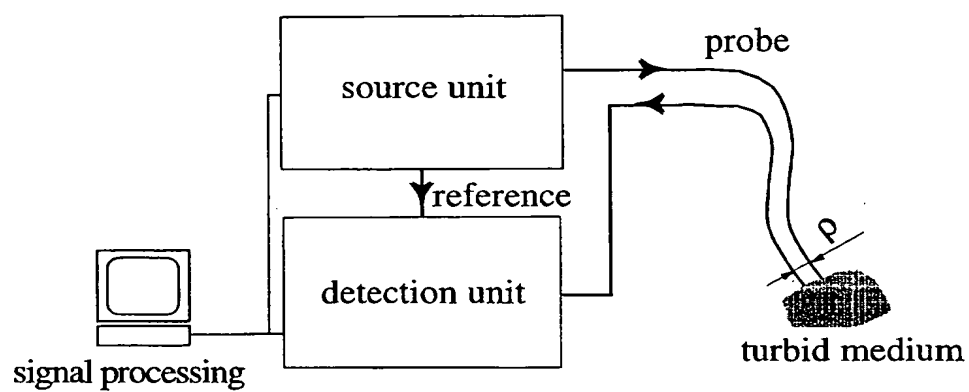 probe
source unit
reference
ρ
detection unit
turbid medium
signal processing